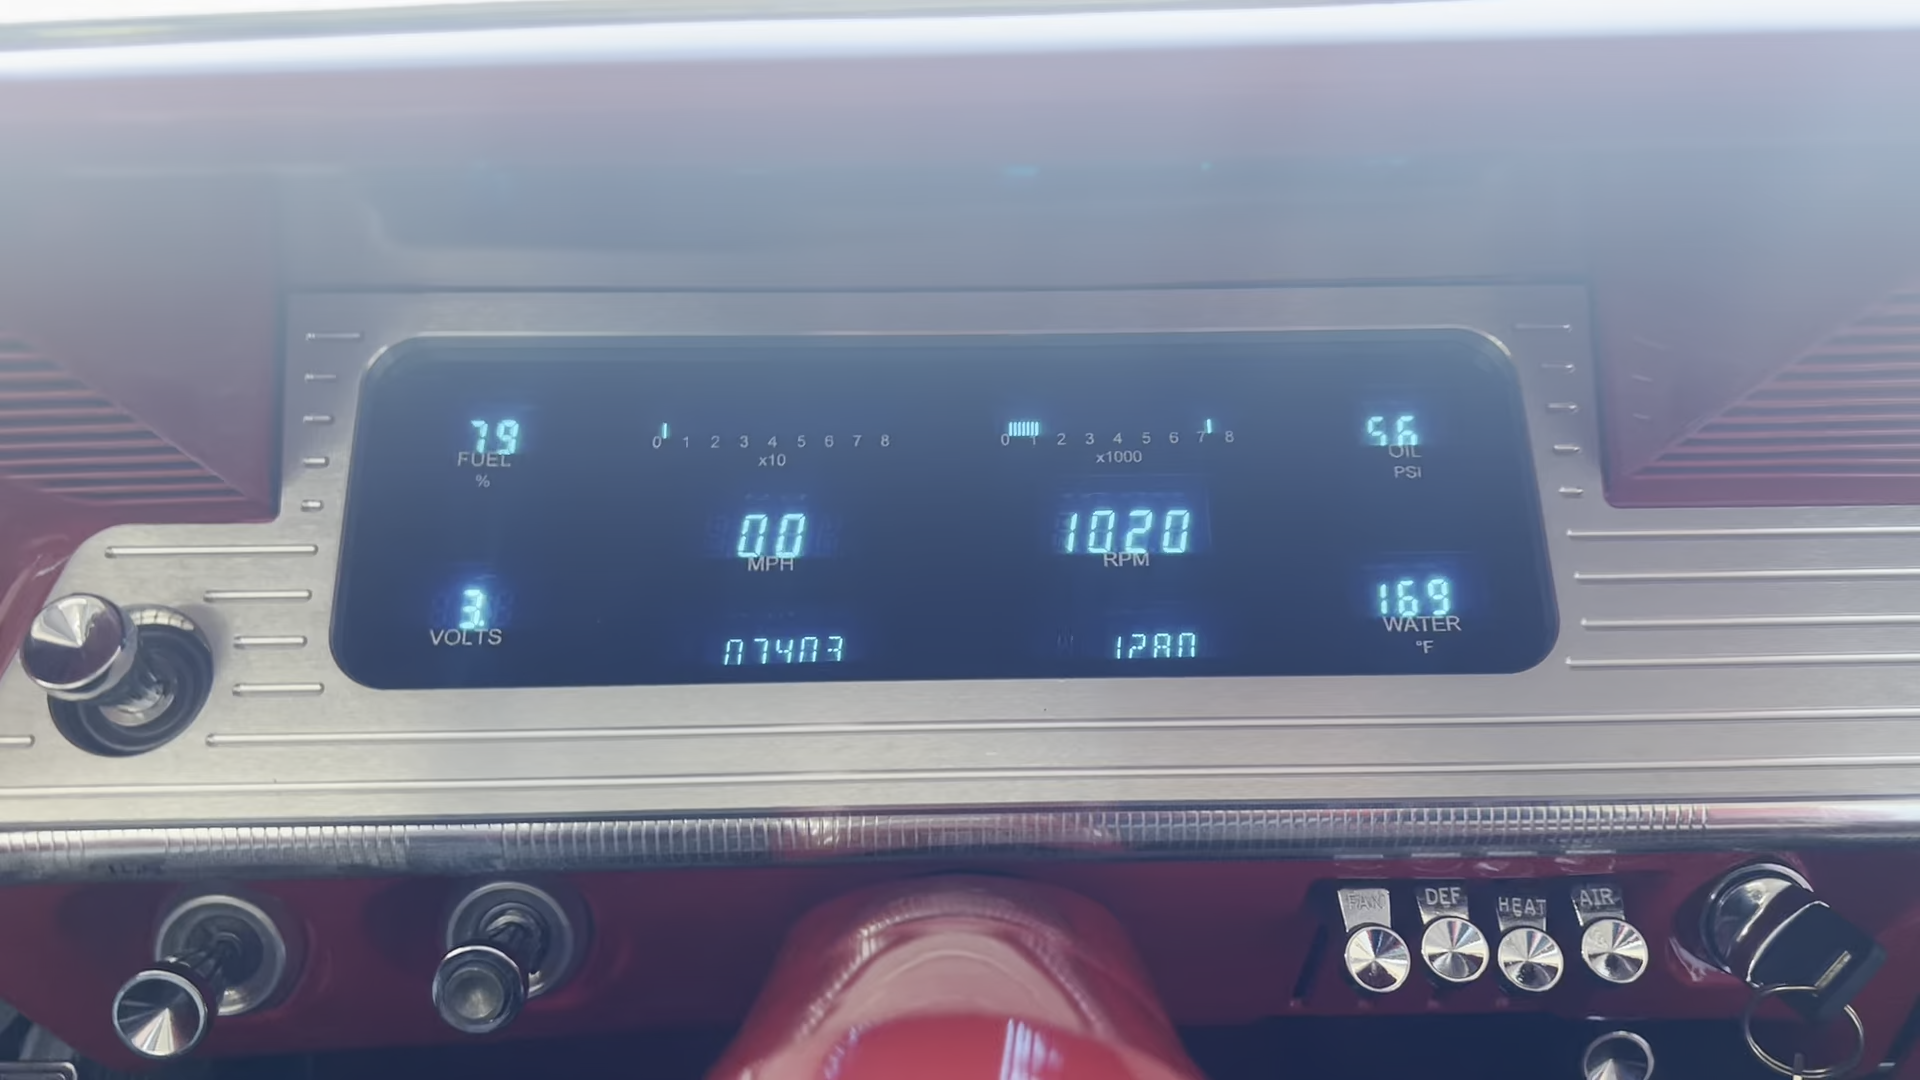 79
FUEL
%
0 1 2 3 4 5 6 7 8
x10
0 1 2 3 4 5 6 7 8
x1000
56
OIL
PSI
00
MPH
1020
RPM
3.
VOLTS
169
WATER
°F
07403
FAN
DEF
HEAT
AIR